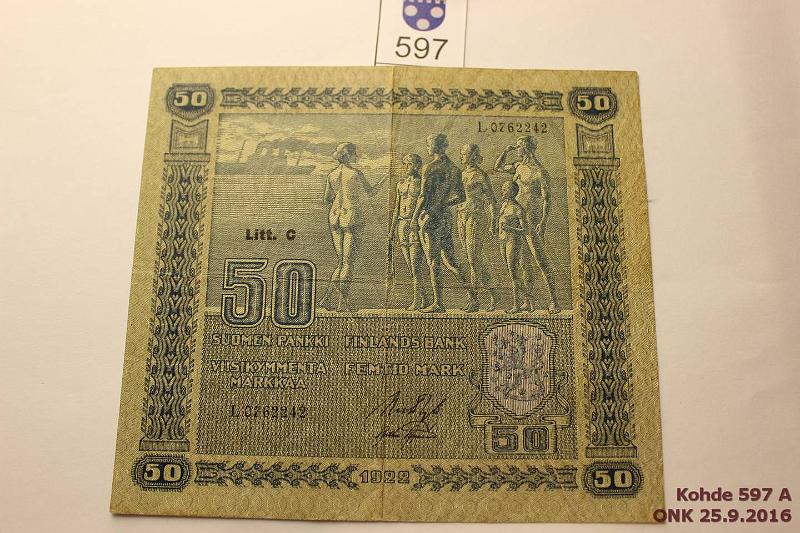 597
50
50
L.0762242
Litt. C
50
SUOMEN PANKKI FINLANDS BANK
VIISIKYMMENTÄ FEMTIO MARK
MARKKAA
L.0762242
50
50
1922
50
Kohde 597 A
ONK 25.9.2016